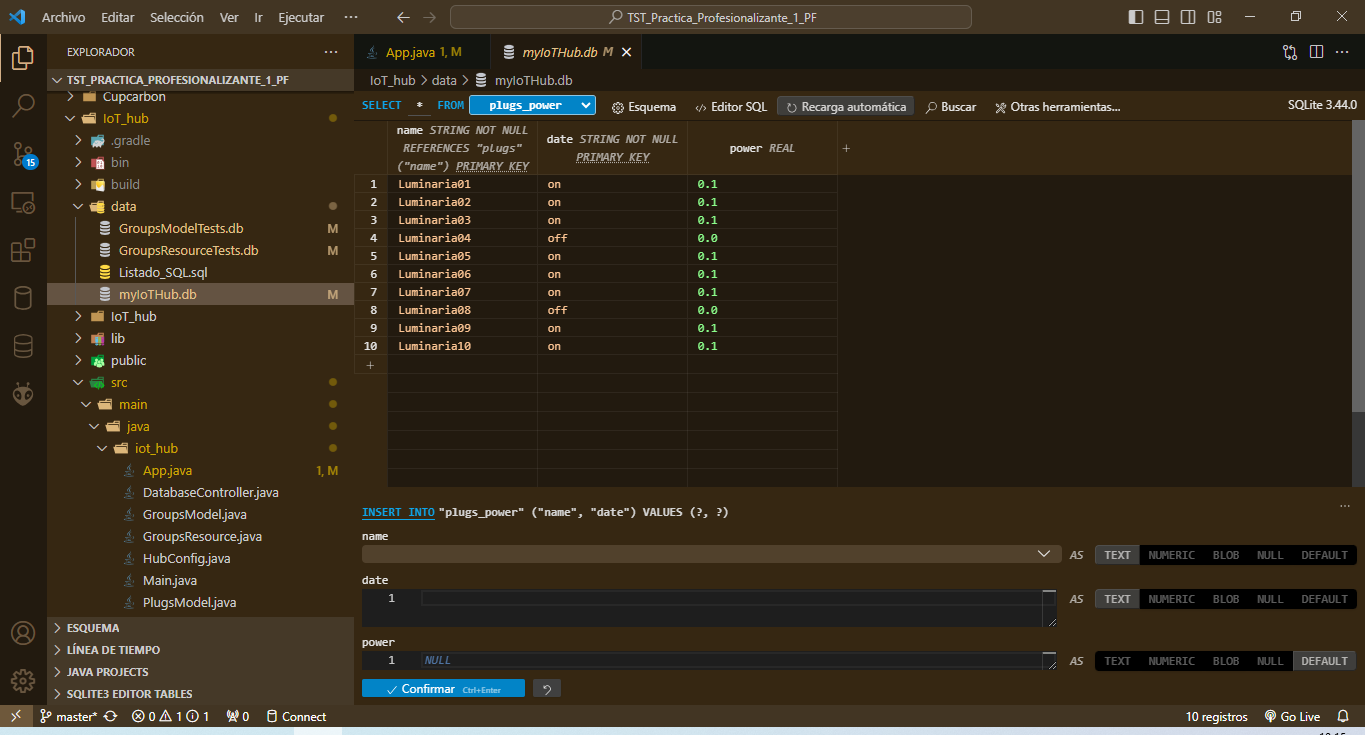 Archivo Editar Selección Ver Ir Ejecutar ··· TST_Practica_Profesionalizante_1_PF
EXPLORADOR ···
TST_PRACTICA_PROFESIONALIZANTE_1_PF
Cupcarbon
IoT_hub
.gradle
bin
build
data
GroupsModelTests.db M
GroupsResourceTests.db M
Listado_SQL.sql
myIoTHub.db M
IoT_hub
lib
public
src
main
java
iot_hub
App.java 1, M
DatabaseController.java
GroupsModel.java
GroupsResource.java
HubConfig.java
Main.java
PlugsModel.java
ESQUEMA
LÍNEA DE TIEMPO
JAVA PROJECTS
SQLITE3 EDITOR TABLES
15
App.java 1, M myIoTHub.db M
IoT_hub > data > myIoTHub.db
SELECT * FROM plugs_power Esquema Editor SQL Recarga automática Buscar Otras herramientas... SQLite 3.44.0
name STRING NOT NULL REFERENCES "plugs" ("name") PRIMARY KEY date STRING NOT NULL PRIMARY KEY power REAL +
1 Luminaria01 on 0.1
2 Luminaria02 on 0.1
3 Luminaria03 on 0.1
4 Luminaria04 off 0.0
5 Luminaria05 on 0.1
6 Luminaria06 on 0.1
7 Luminaria07 on 0.1
8 Luminaria08 off 0.0
9 Luminaria09 on 0.1
10 Luminaria10 on 0.1
+
INSERT INTO "plugs_power" ("name", "date") VALUES (?, ?) ···
name
AS TEXT NUMERIC BLOB NULL DEFAULT
date
1 AS TEXT NUMERIC BLOB NULL DEFAULT
power
1 NULL AS TEXT NUMERIC BLOB NULL DEFAULT
Confirmar Ctrl+Enter
master* 0 1 1 0 Connect 10 registros Go Live